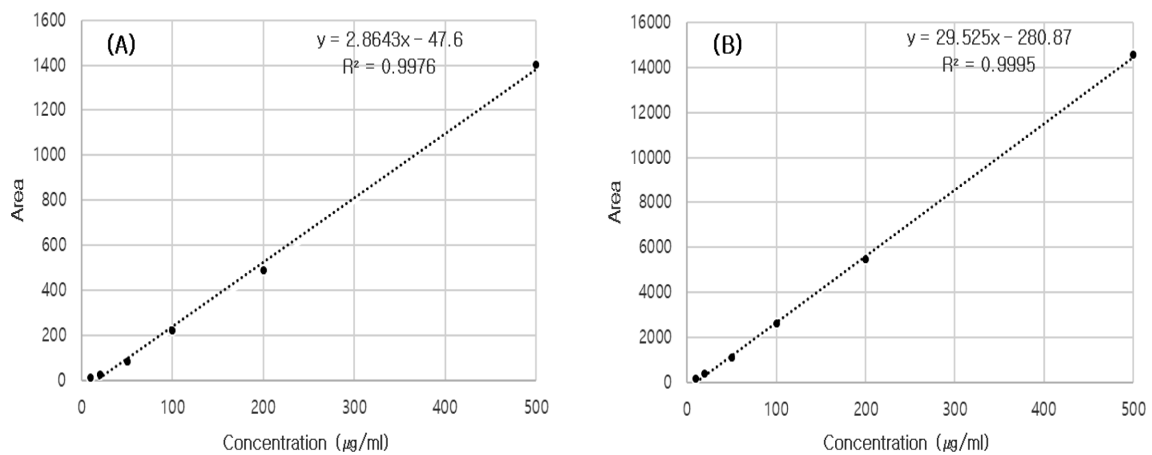 (A)
y = 2.8643x − 47.6
R² = 0.9976
1600
1400
1200
1000
800
600
400
200
0
Area
0 100 200 300 400 500
Concentration (㎍/ml)
(B)
y = 29.525x − 280.87
R² = 0.9995
16000
14000
12000
10000
8000
6000
4000
2000
0
Area
0 100 200 300 400 500
Concentration (㎍/ml)